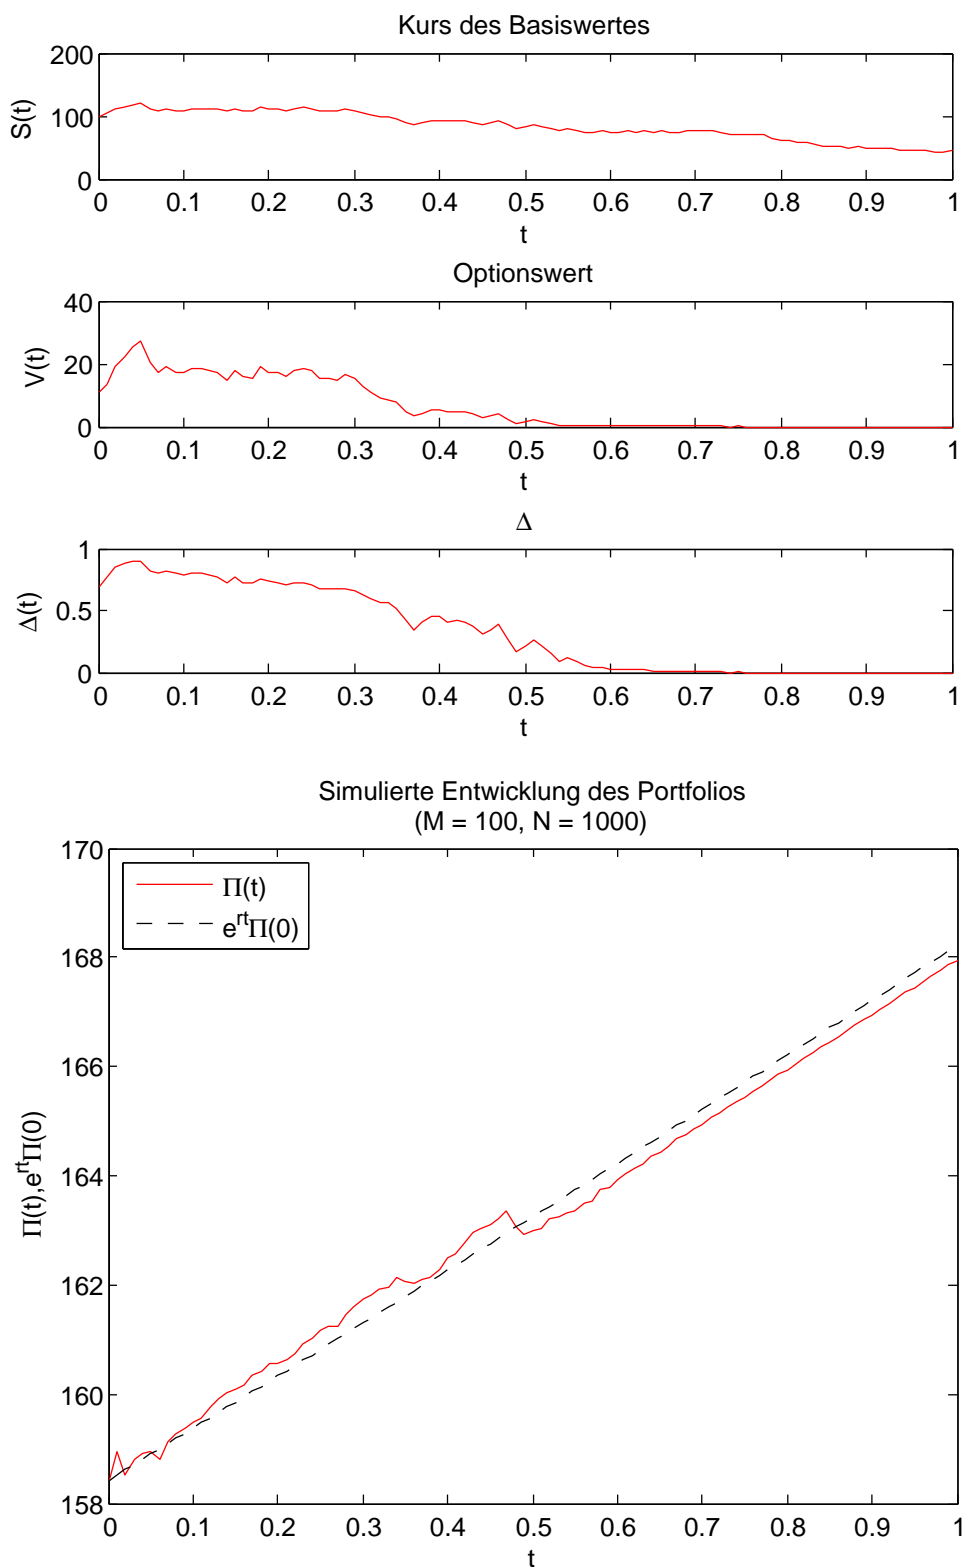 Kurs des Basiswertes
200
100
0
S(t)
0 0.1 0.2 0.3 0.4 0.5 0.6 0.7 0.8 0.9 1
t
Optionswert
40
20
0
V(t)
0 0.1 0.2 0.3 0.4 0.5 0.6 0.7 0.8 0.9 1
t
Δ
1
0.5
0
Δ(t)
0 0.1 0.2 0.3 0.4 0.5 0.6 0.7 0.8 0.9 1
t
Simulierte Entwicklung des Portfolios
(M = 100, N = 1000)
170
168
166
164
162
160
158
Π(t)
e^rt Π(0)
Π(t),e^rt Π(0)
0 0.1 0.2 0.3 0.4 0.5 0.6 0.7 0.8 0.9 1
t